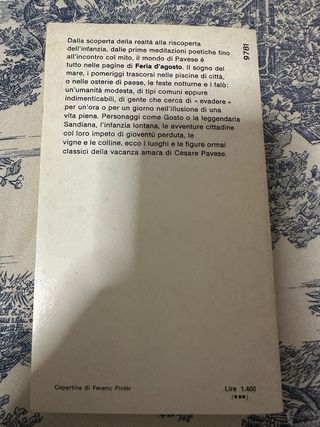 Dalla scoperta della realtà alla riscoperta
dell'infanzia, dalle prime meditazioni poetiche fino
all'incontro col mito, il mondo di Pavese è
tutto nelle pagine di Feria d'agosto. Il sogno del
mare, i pomeriggi trascorsi nelle piscine di città,
o nelle osterie di paese, le feste notturne e i falò:
un'umanità modesta, di tipi comuni eppure
indimenticabili, di gente che cerca di « evadere »
per un'ora o per un giorno nell'illusione di una
vita piena. Personaggi come Gosto o la leggendaria
Sandiana, l'infanzia lontana, le avventure cittadine
col loro impeto di gioventù perduta, le
vigne e le colline, ecco i luoghi e le figure ormai
classici della vacanza amara di Cesare Pavese.
9781
Copertina di Ferenc Pintér
Lire 1.400
(***)